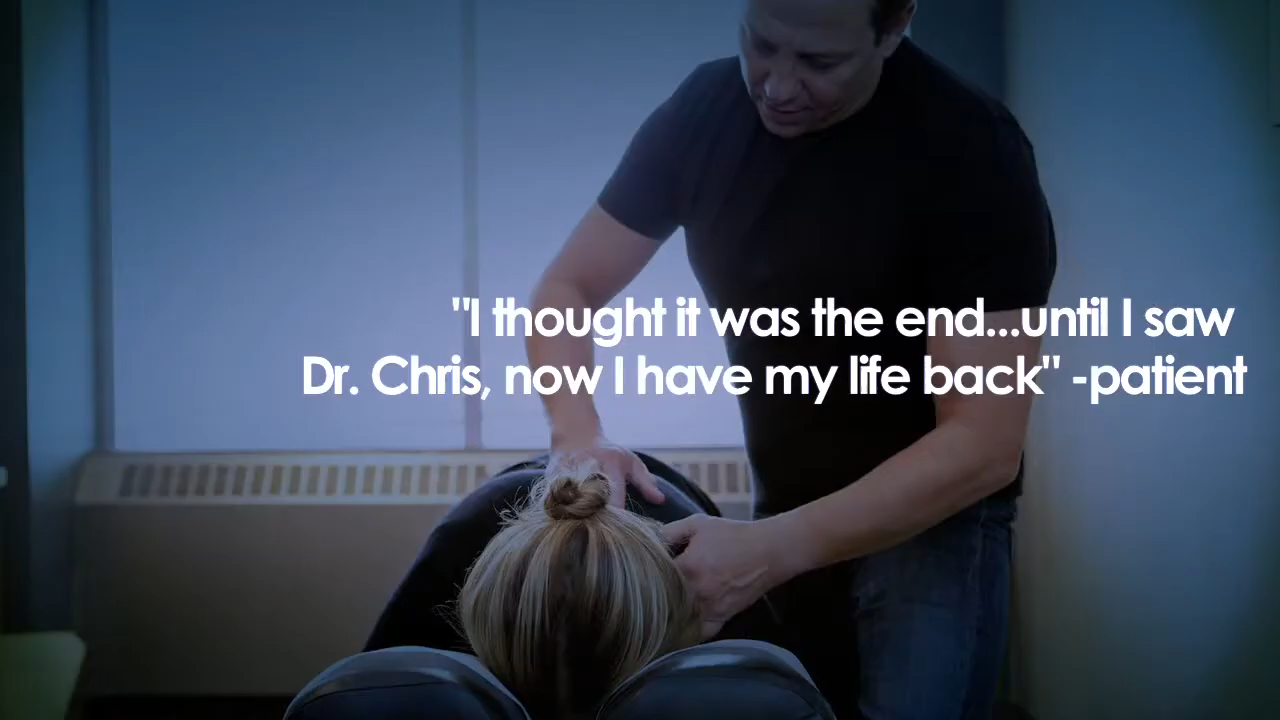 "I thought it was the end...until I saw
Dr. Chris, now I have my life back" -patient